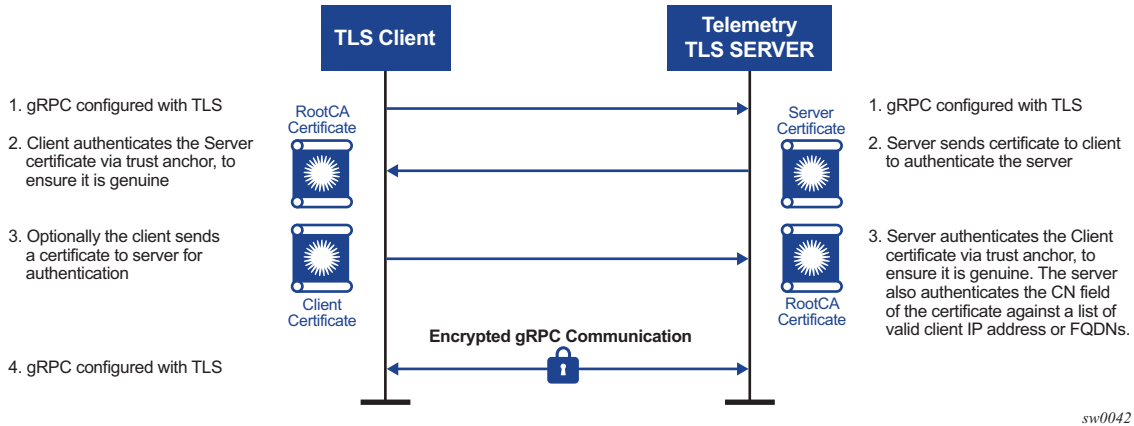 TLS Client
Telemetry
TLS SERVER
1. gRPC configured with TLS
2. Client authenticates the Server
certificate via trust anchor, to
ensure it is genuine
3. Optionally the client sends
a certificate to server for
authentication
4. gRPC configured with TLS
RootCA
Certificate
Client
Certificate
Encrypted gRPC Communication
Server
Certificate
RootCA
Certificate
1. gRPC configured with TLS
2. Server sends certificate to client
to authenticate the server
3. Server authenticates the Client
certificate via trust anchor, to
ensure it is genuine. The server
also authenticates the CN field
of the certificate against a list of
valid client IP address or FQDNs.
sw0042